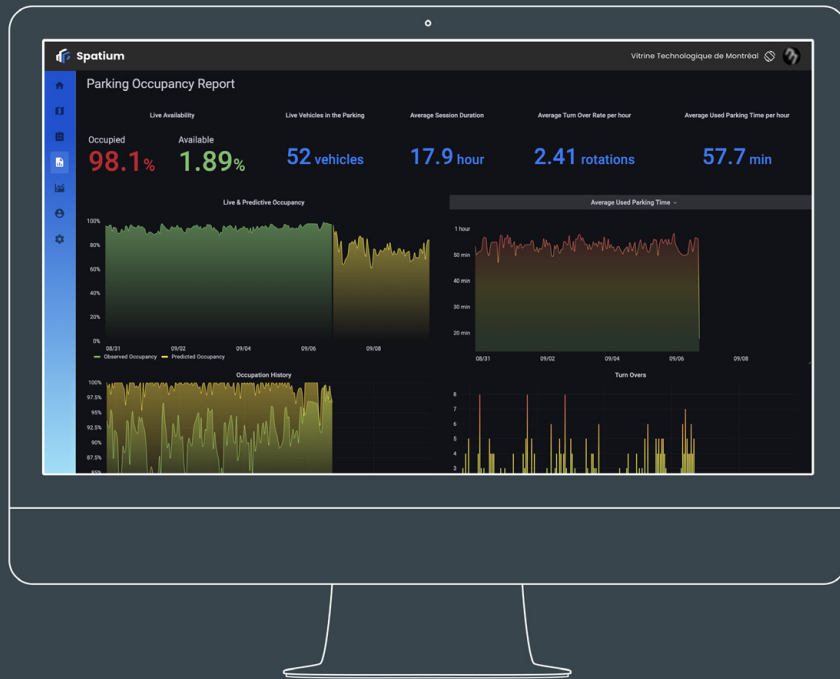 Spatium
Vitrine Technologique de Montréal
Parking Occupancy Report
Live Availability
Live Vehicles in the Parking
Average Session Duration
Average Turn Over Rate per hour
Average Used Parking Time per hour
Occupied
Available
98.1%
1.89%
52 vehicles
17.9 hour
2.41 rotations
57.7 min
Live & Predictive Occupancy
100%
80%
60%
40%
20%
0%
08/31 09/02 09/04 09/06 09/08
Observed Occupancy Predicted Occupancy
Average Used Parking Time
1 hour
50 min
40 min
30 min
20 min
08/31 09/02 09/04 09/06 09/08
Occupation History
100%
97.5%
95%
92.5%
90%
87.5%
85%
Turn Overs
8
7
6
5
4
3